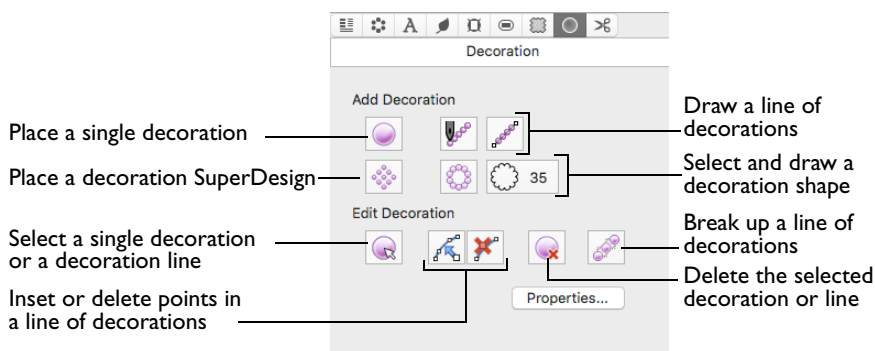 A
Decoration
Add Decoration
Place a single decoration
Draw a line of
decorations
Place a decoration SuperDesign
35
Select and draw a
decoration shape
Edit Decoration
Select a single decoration
or a decoration line
Break up a line of
decorations
Delete the selected
decoration or line
Inset or delete points in
a line of decorations
Properties...